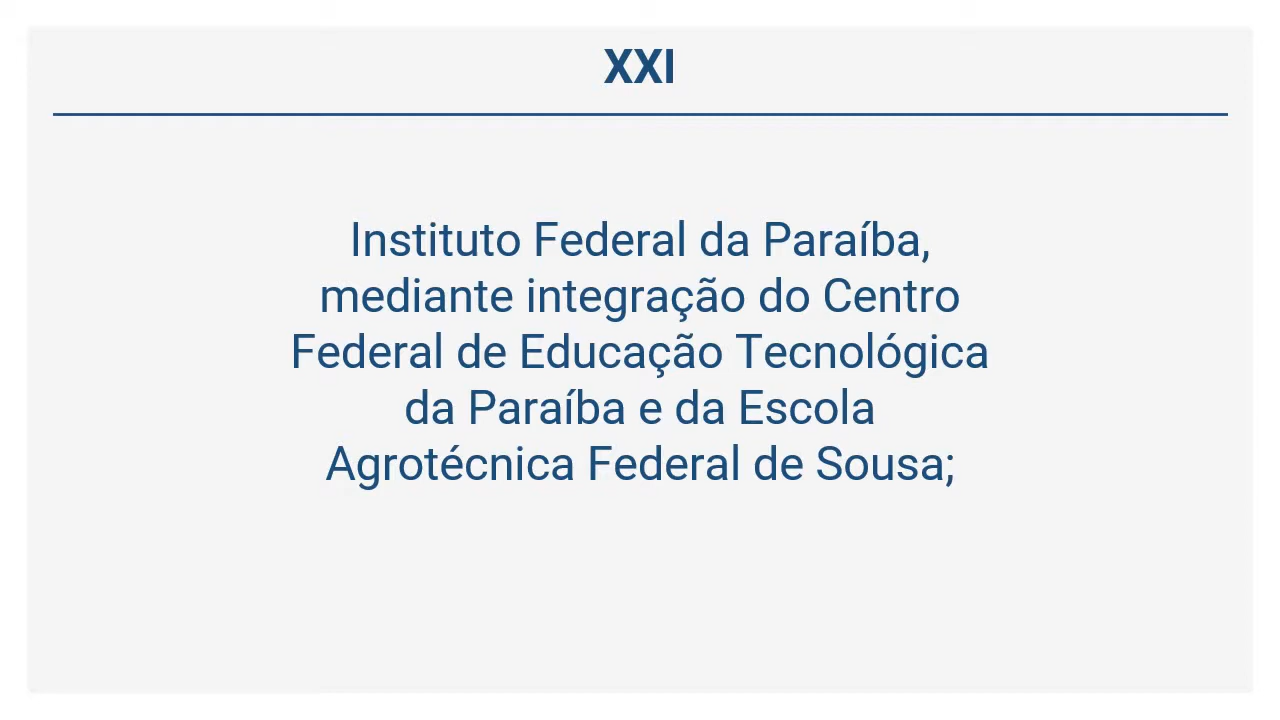 XXI
Instituto Federal da Paraíba,
mediante integração do Centro
Federal de Educação Tecnológica
da Paraíba e da Escola
Agrotécnica Federal de Sousa;